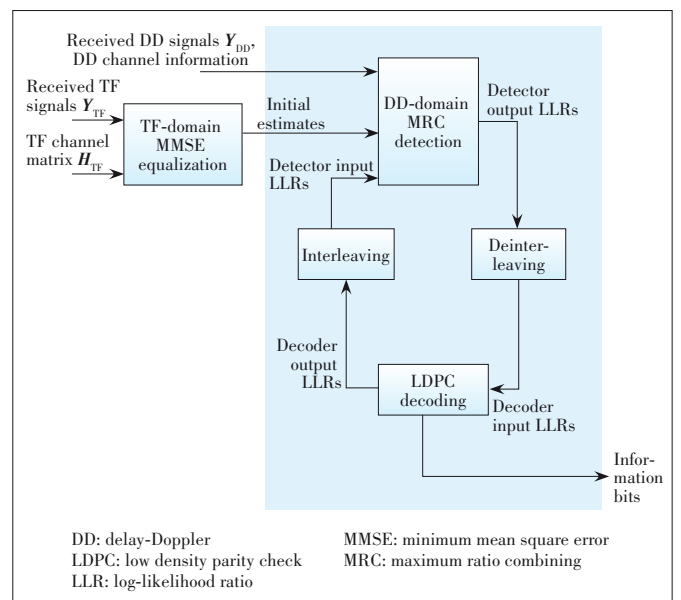 Received DD signals Y_DD,
DD channel information
Received TF
signals Y_TF
TF channel
matrix H_TF
TF-domain
MMSE
equalization
Initial
estimates
DD-domain
MRC
detection
Detector
output LLRs
Detector input
LLRs
Interleaving
Deinter-
leaving
Decoder
output
LLRs
LDPC
decoding
Decoder
input LLRs
Infor-
mation
bits
DD: delay-Doppler
LDPC: low density parity check
LLR: log-likelihood ratio
MMSE: minimum mean square error
MRC: maximum ratio combining